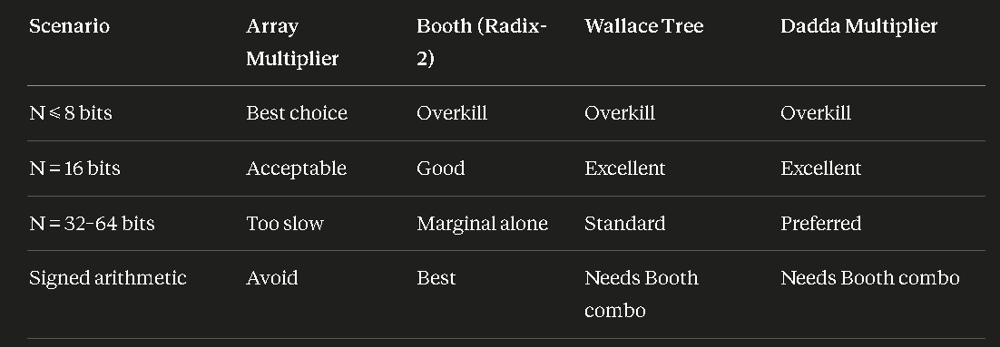 Scenario Array Booth (Radix- Wallace Tree Dadda Multiplier
Multiplier 2)
N ≤ 8 bits Best choice Overkill Overkill Overkill
N = 16 bits Acceptable Good Excellent Excellent
N = 32–64 bits Too slow Marginal alone Standard Preferred
Signed arithmetic Avoid Best Needs Booth Needs Booth combo
combo